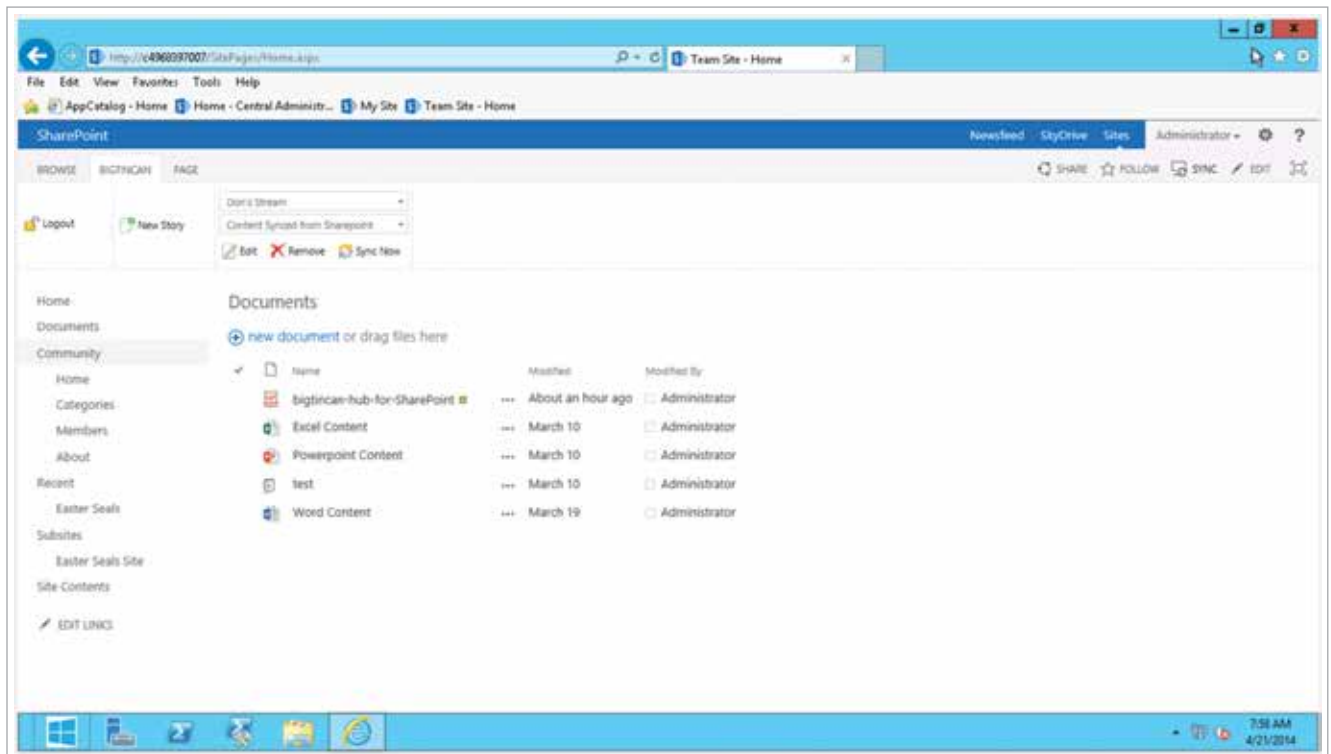 http://c4968397007/SitePages/Home.aspx
Team Site - Home
File Edit View Favorites Tools Help
AppCatalog - Home Home - Central Administr... My Site Team Site - Home
SharePoint Newsfeed SkyDrive Sites Administrator ?
BROWSE BIGTINCAN PAGE SHARE FOLLOW SYNC EDIT
Don's Stream
Logout New Story Content Synced from Sharepoint
Edit Remove Sync Now
Home
Documents
Community
Home
Categories
Members
About
Recent
Easter Seals
Subsites
Easter Seals Site
Site Contents
EDIT LINKS
Documents
new document or drag files here
Name Modified Modified By
bigtincan-hub-for-SharePoint ... About an hour ago Administrator
Excel Content ... March 10 Administrator
Powerpoint Content ... March 10 Administrator
test ... March 10 Administrator
Word Content ... March 19 Administrator
7:58 AM
4/21/2014